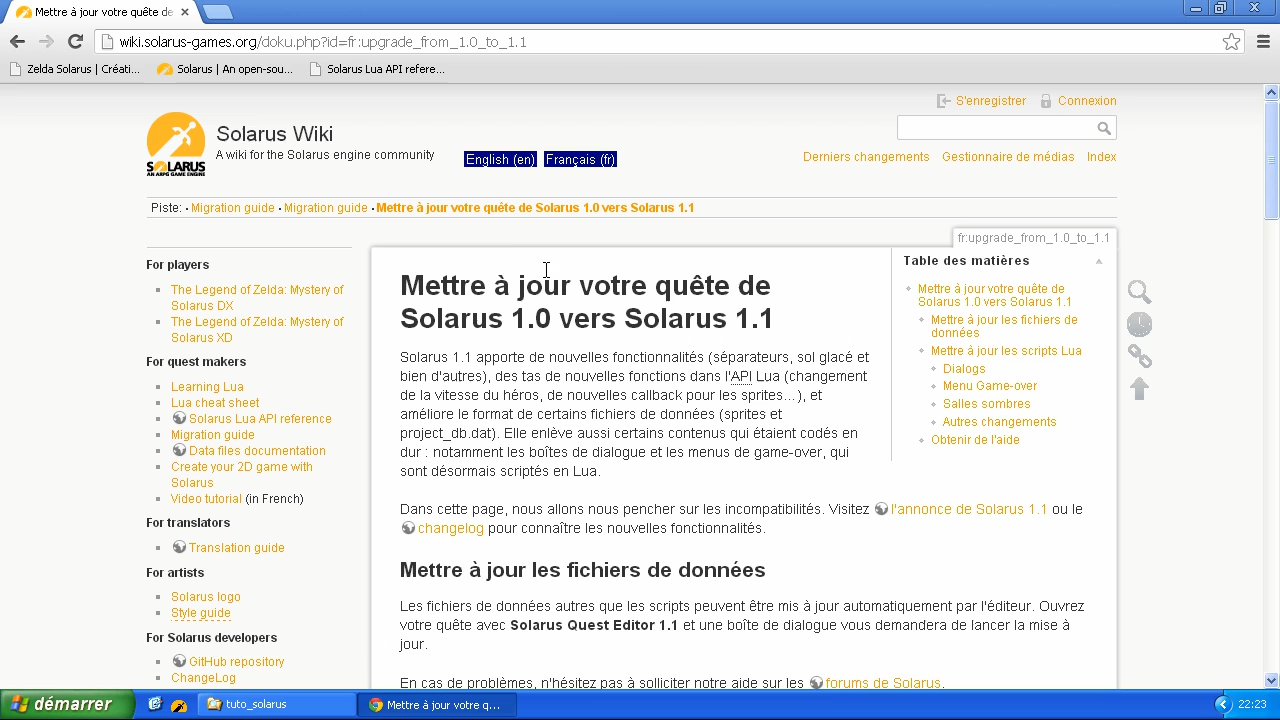 Mettre à jour votre quête de
wiki.solarus-games.org/doku.php?id=fr:upgrade_from_1.0_to_1.1
Zelda Solarus | Créati...
Solarus | An open-sou...
Solarus Lua API refere...
S'enregistrer
Connexion
Solarus Wiki
A wiki for the Solarus engine community
SOLARUS
AN ARPG GAME ENGINE
English (en)
Français (fr)
Derniers changements
Gestionnaire de médias
Index
Piste: • Migration guide • Migration guide • Mettre à jour votre quête de Solarus 1.0 vers Solarus 1.1
fr:upgrade_from_1.0_to_1.1
For players
The Legend of Zelda: Mystery of
Solarus DX
The Legend of Zelda: Mystery of
Solarus XD
For quest makers
Learning Lua
Lua cheat sheet
Solarus Lua API reference
Migration guide
Data files documentation
Create your 2D game with
Solarus
Video tutorial (in French)
For translators
Translation guide
For artists
Solarus logo
Style guide
For Solarus developers
GitHub repository
ChangeLog
Mettre à jour votre quête de
Solarus 1.0 vers Solarus 1.1
Solarus 1.1 apporte de nouvelles fonctionnalités (séparateurs, sol glacé et
bien d'autres), des tas de nouvelles fonctions dans l'API Lua (changement
de la vitesse du héros, de nouvelles callback pour les sprites...), et
améliore le format de certains fichiers de données (sprites et
project_db.dat). Elle enlève aussi certains contenus qui étaient codés en
dur : notamment les boîtes de dialogue et les menus de game-over, qui
sont désormais scriptés en Lua.
Dans cette page, nous allons nous pencher sur les incompatibilités. Visitez l'annonce de Solarus 1.1 ou le
changelog pour connaître les nouvelles fonctionnalités.
Mettre à jour les fichiers de données
Les fichiers de données autres que les scripts peuvent être mis à jour automatiquement par l'éditeur. Ouvrez
votre quête avec Solarus Quest Editor 1.1 et une boîte de dialogue vous demandera de lancer la mise à
jour.
En cas de problèmes, n'hésitez pas à solliciter notre aide sur les forums de Solarus.
Table des matières
Mettre à jour votre quête de
Solarus 1.0 vers Solarus 1.1
Mettre à jour les fichiers de
données
Mettre à jour les scripts Lua
Dialogs
Menu Game-over
Salles sombres
Autres changements
Obtenir de l'aide
démarrer
tuto_solarus
Mettre à jour votre q...
22:23